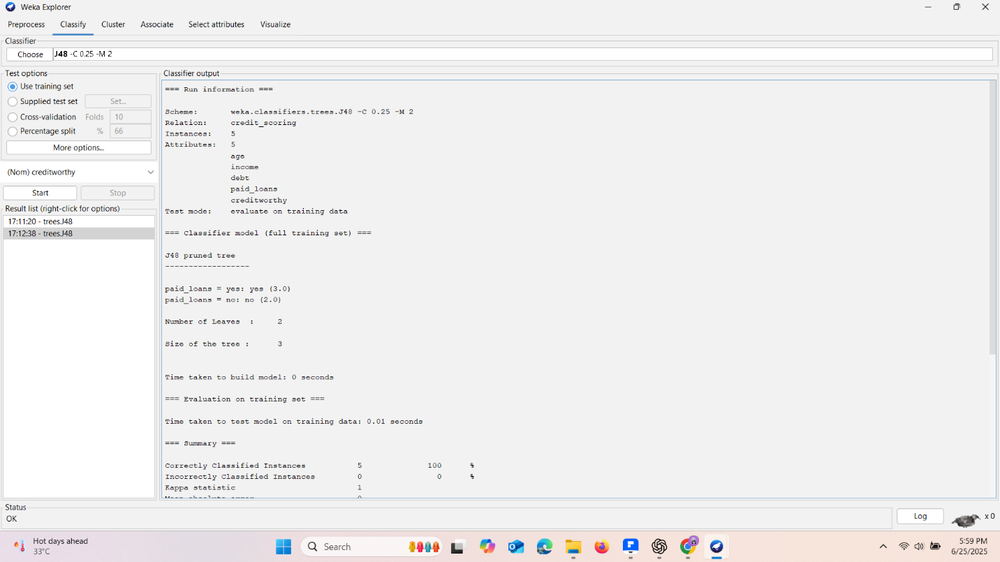 Weka Explorer
Preprocess Classify Cluster Associate Select attributes Visualize
Classifier
Choose J48 -C 0.25 -M 2
Test options
Use training set
Supplied test set Set...
Cross-validation Folds 10
Percentage split % 66
More options...
(Nom) creditworthy
Start Stop
Result list (right-click for options)
17:11:20 - trees.J48
17:12:38 - trees.J48
Classifier output
=== Run information ===
Scheme: weka.classifiers.trees.J48 -C 0.25 -M 2
Relation: credit_scoring
Instances: 5
Attributes: 5
age
income
debt
paid_loans
creditworthy
Test mode: evaluate on training data
=== Classifier model (full training set) ===
J48 pruned tree
------------------
paid_loans = yes: yes (3.0)
paid_loans = no: no (2.0)
Number of Leaves : 2
Size of the tree : 3
Time taken to build model: 0 seconds
=== Evaluation on training set ===
Time taken to test model on training data: 0.01 seconds
=== Summary ===
Correctly Classified Instances 5 100 %
Incorrectly Classified Instances 0 0 %
Kappa statistic 1
Mean absolute error 0
Status
OK
Log x 0
Hot days ahead
33°C
Search
5:59 PM
6/25/2025